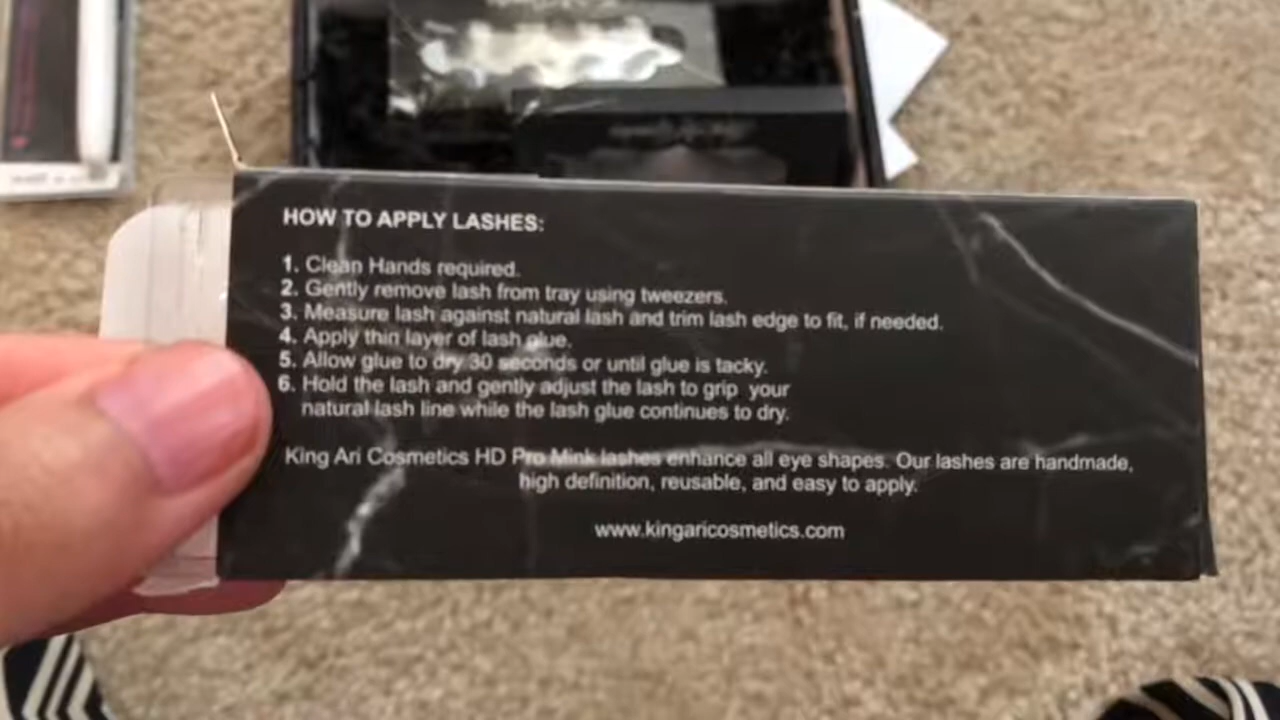 HOW TO APPLY LASHES:
1. Clean Hands required.
2. Gently remove lash from tray using tweezers.
3. Measure lash against natural lash and trim lash edge to fit, if needed.
4. Apply thin layer of lash glue.
5. Allow glue to dry 30 seconds or until glue is tacky.
6. Hold the lash and gently adjust the lash to grip your
natural lash line while the lash glue continues to dry.
King Ari Cosmetics HD Pro Mink lashes enhance all eye shapes. Our lashes are handmade,
high definition, reusable, and easy to apply.
www.kingaricosmetics.com